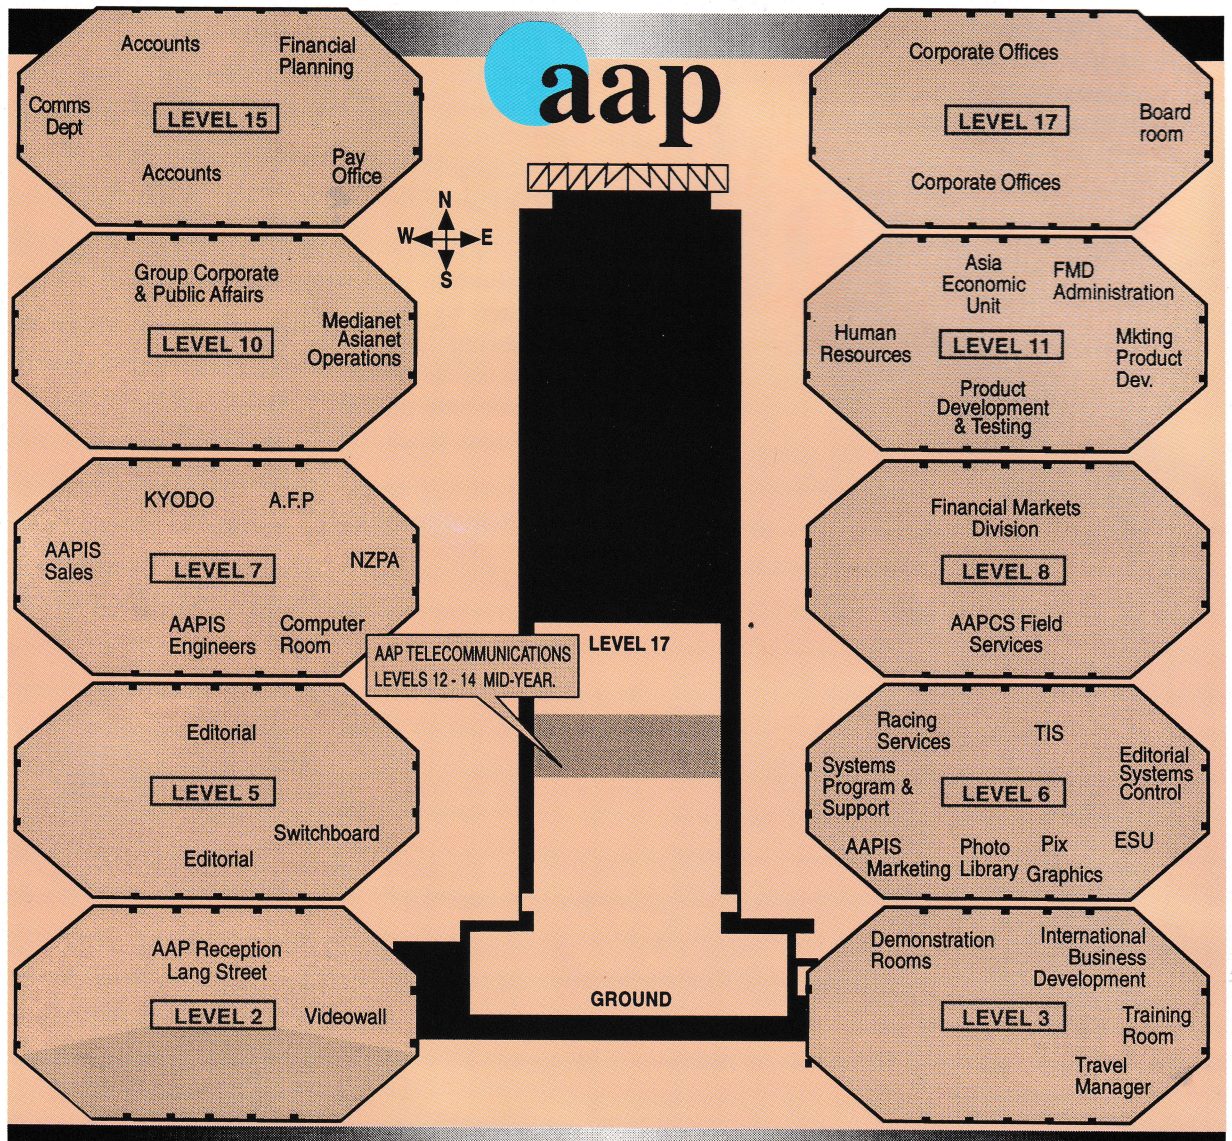 aap
Accounts
Financial
Planning
Comms
Dept
LEVEL 15
Accounts
Pay
Office
Corporate Offices
LEVEL 17
Board
room
Corporate Offices
N
W
E
S
Group Corporate
& Public Affairs
LEVEL 10
Medianet
Asianet
Operations
Asia
Economic
Unit
FMD
Administration
Human
Resources
LEVEL 11
Mkting
Product
Dev.
Product
Development
& Testing
KYODO
A.F.P
AAPIS
Sales
LEVEL 7
NZPA
AAPIS
Engineers
Computer
Room
Financial Markets
Division
LEVEL 8
AAPCS Field
Services
AAP TELECOMMUNICATIONS
LEVELS 12 - 14 MID-YEAR.
LEVEL 17
Editorial
LEVEL 5
Switchboard
Editorial
Racing
Services
TIS
Systems
Program &
Support
LEVEL 6
Editorial
Systems
Control
AAPIS
Marketing
Photo
Library
Pix
Graphics
ESU
AAP Reception
Lang Street
LEVEL 2
Videowall
GROUND
Demonstration
Rooms
International
Business
Development
LEVEL 3
Training
Room
Travel
Manager